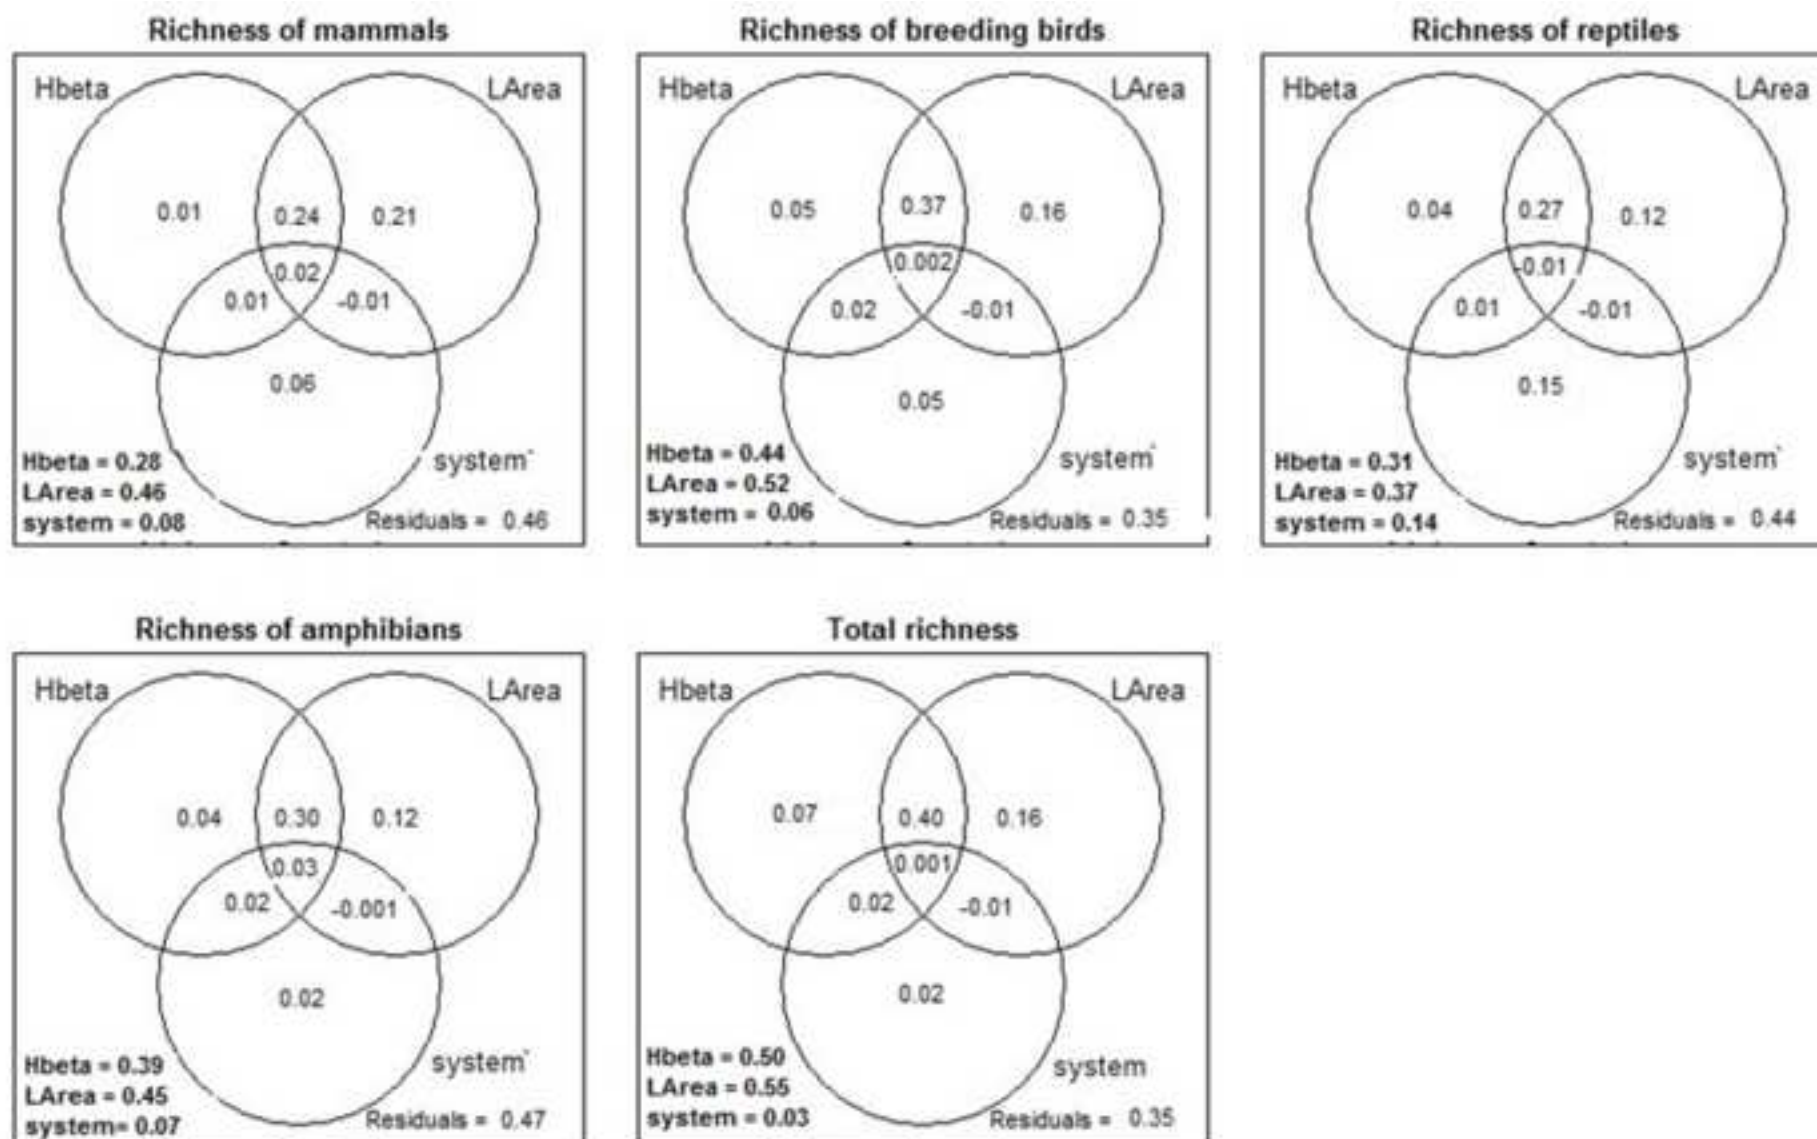 Richness of mammals
Hbeta
LArea
0.01
0.24
0.21
0.02
0.01
-0.01
0.06
Hbeta = 0.28
LArea = 0.46
system = 0.08
system
Residuals = 0.46
Richness of breeding birds
Hbeta
LArea
0.05
0.37
0.16
0.002
0.02
-0.01
0.05
Hbeta = 0.44
LArea = 0.52
system = 0.06
system
Residuals = 0.35
Richness of reptiles
Hbeta
LArea
0.04
0.27
0.12
-0.01
0.01
-0.01
0.15
Hbeta = 0.31
LArea = 0.37
system = 0.14
system
Residuals = 0.44
Richness of amphibians
Hbeta
LArea
0.04
0.30
0.12
0.03
0.02
-0.001
0.02
Hbeta = 0.39
LArea = 0.45
system= 0.07
system
Residuals = 0.47
Total richness
Hbeta
LArea
0.07
0.40
0.16
0.001
0.02
-0.01
0.02
Hbeta = 0.50
LArea = 0.55
system = 0.03
system
Residuals = 0.35